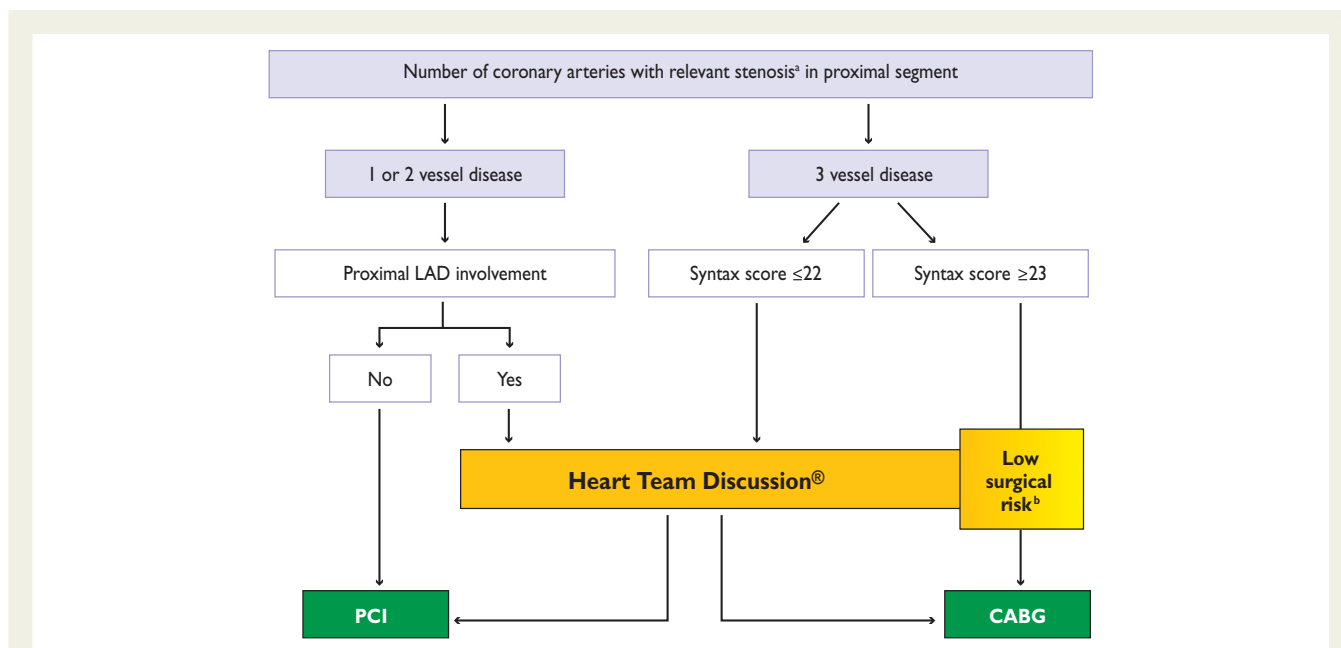 Number of coronary arteries with relevant stenosisᵃ in proximal segment
1 or 2 vessel disease
3 vessel disease
Proximal LAD involvement
Syntax score ≤22
Syntax score ≥23
No
Yes
Heart Team Discussion®
Low
surgical
riskᵇ
PCI
CABG